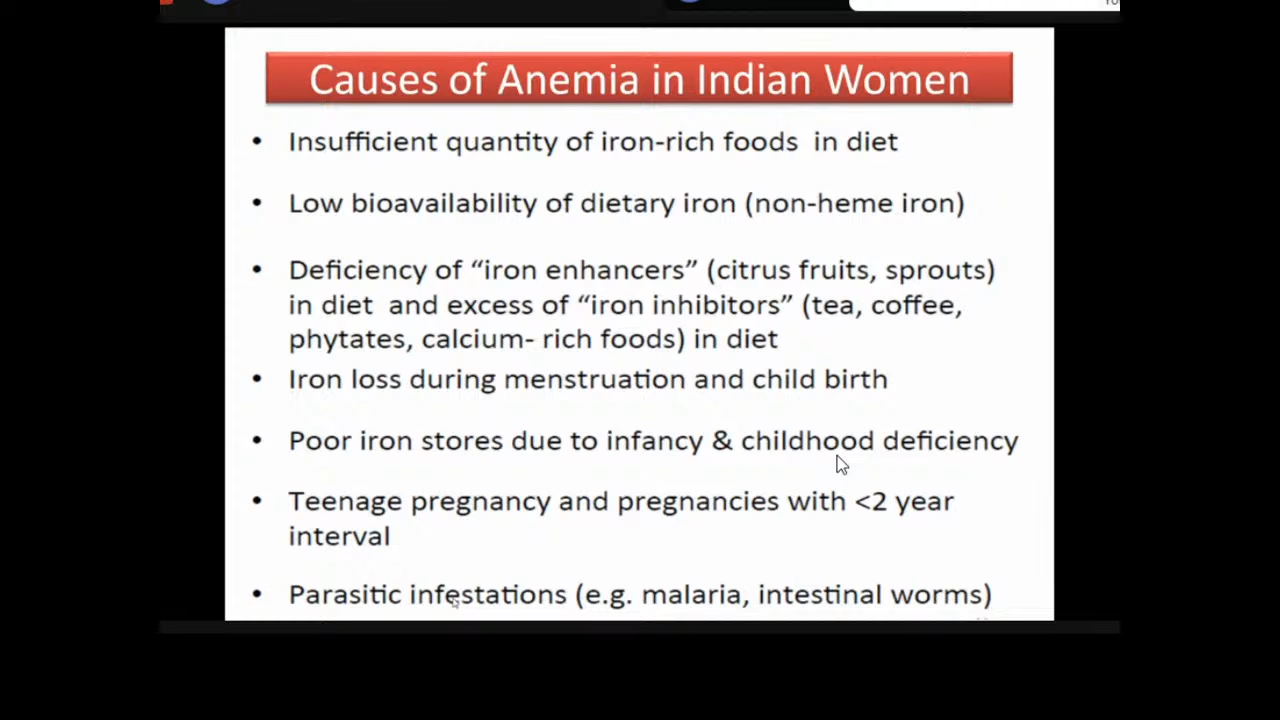 Causes of Anemia in Indian Women
• Insufficient quantity of iron-rich foods in diet
• Low bioavailability of dietary iron (non-heme iron)
• Deficiency of “iron enhancers” (citrus fruits, sprouts)
in diet and excess of “iron inhibitors” (tea, coffee,
phytates, calcium- rich foods) in diet
• Iron loss during menstruation and child birth
• Poor iron stores due to infancy & childhood deficiency
• Teenage pregnancy and pregnancies with <2 year
interval
• Parasitic infestations (e.g. malaria, intestinal worms)